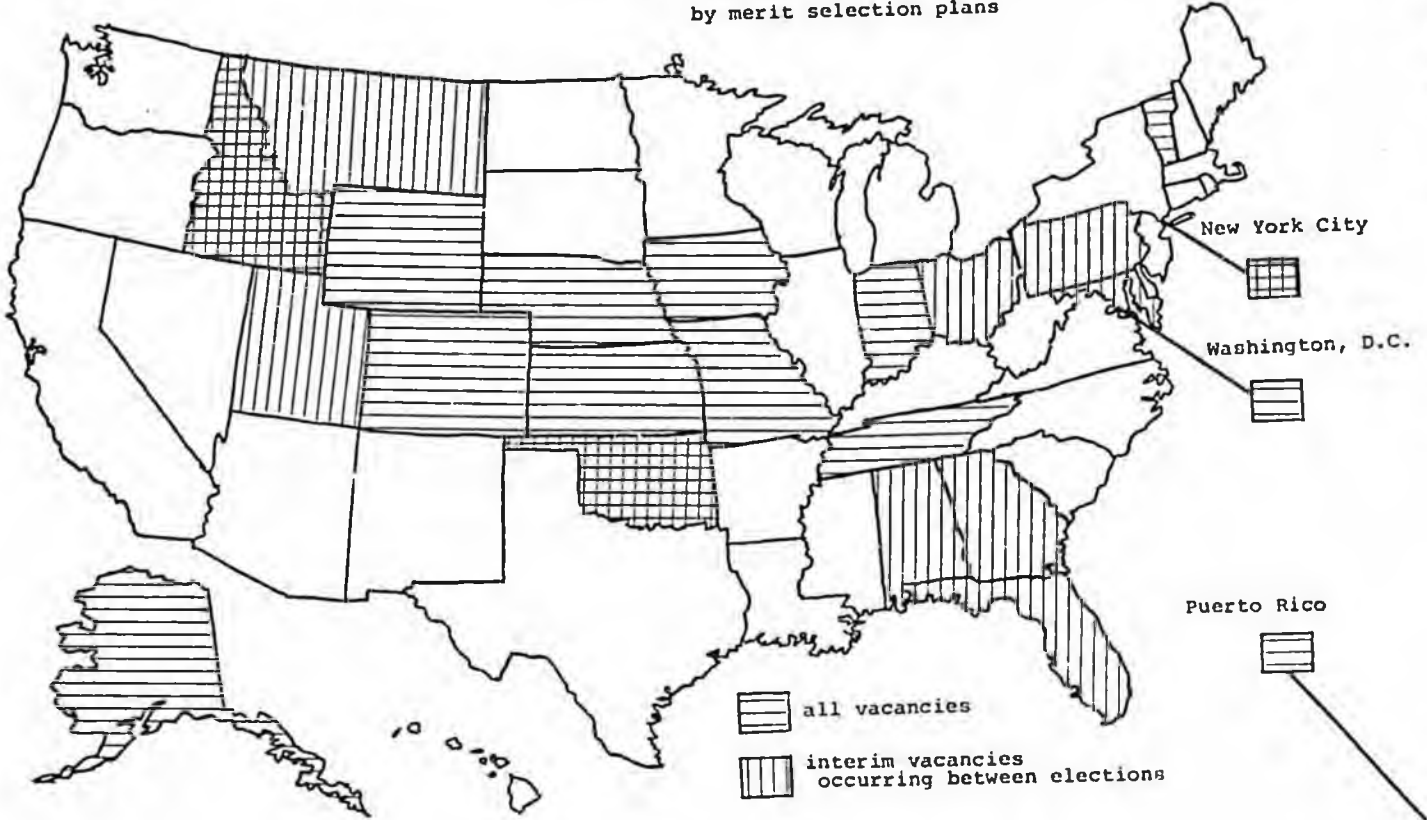 by merit selection plans
New York City
Washington, D.C.
Puerto Rico
all vacancies
interim vacancies
occurring between elections